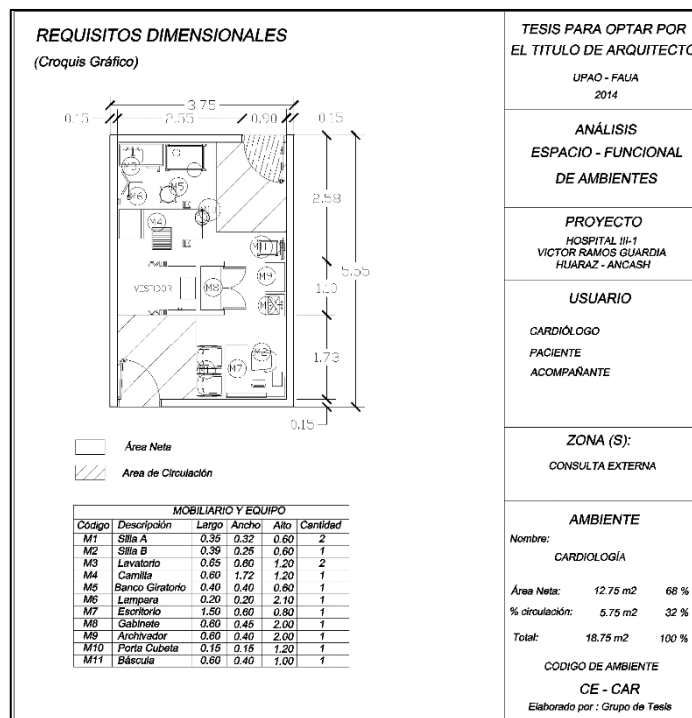 REQUISITOS DIMENSIONALES
(Croquis Gráfico)
3.75
0.15 2.55 0.90 0.15
2.58
5.55
1.10
1.73
0.15
M6
M5
M4
M11
M9
VESTIDOR
M8
M7
Área Neta
Area de Circulación
MOBILIARIO Y EQUIPO
Código Descripción Largo Ancho Alto Cantidad
M1 Silla A 0.35 0.32 0.60 2
M2 Silla B 0.39 0.25 0.60 1
M3 Lavatorio 0.65 0.60 1.20 2
M4 Camilla 0.60 1.72 1.20 1
M5 Banco Giratorio 0.40 0.40 0.60 1
M6 Lampara 0.20 0.20 2.10 1
M7 Escritorio 1.50 0.60 0.80 1
M8 Gabinete 0.60 0.45 2.00 1
M9 Archivador 0.60 0.40 2.00 1
M10 Porta Cubeta 0.15 0.15 1.20 1
M11 Báscula 0.60 0.40 1.00 1
TESIS PARA OPTAR POR
EL TITULO DE ARQUITECTO
UPAO - FAUA
2014
ANÁLISIS
ESPACIO - FUNCIONAL
DE AMBIENTES
PROYECTO
HOSPITAL III-1
VICTOR RAMOS GUARDIA
HUARAZ - ANCASH
USUARIO
CARDIÓLOGO
PACIENTE
ACOMPAÑANTE
ZONA (S):
CONSULTA EXTERNA
AMBIENTE
Nombre:
CARDIOLOGÍA
Área Neta: 12.75 m2 68 %
% circulación: 5.75 m2 32 %
Total: 18.75 m2 100 %
CODIGO DE AMBIENTE
CE - CAR
Elaborado por : Grupo de Tesis